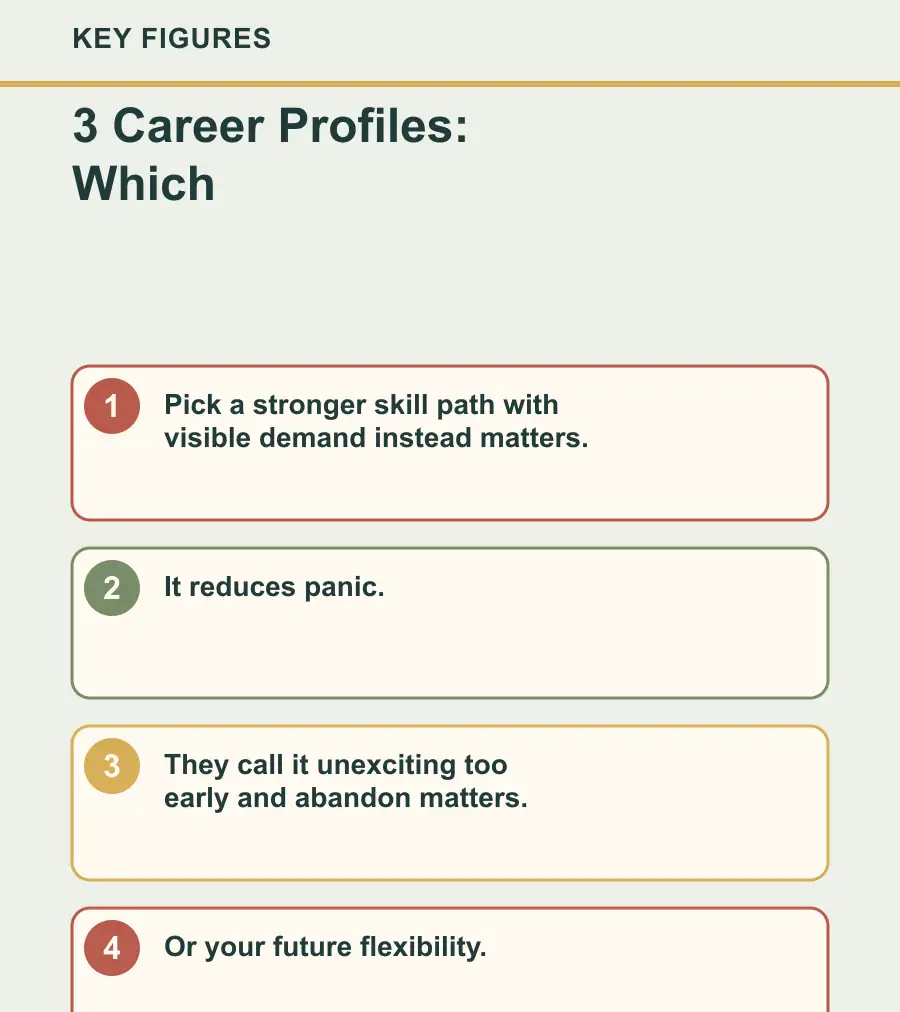 KEY FIGURES
3 Career Profiles:
Which
1
Pick a stronger skill path with
visible demand instead matters.
2
It reduces panic.
3
They call it unexciting too
early and abandon matters.
4
Or your future flexibility.